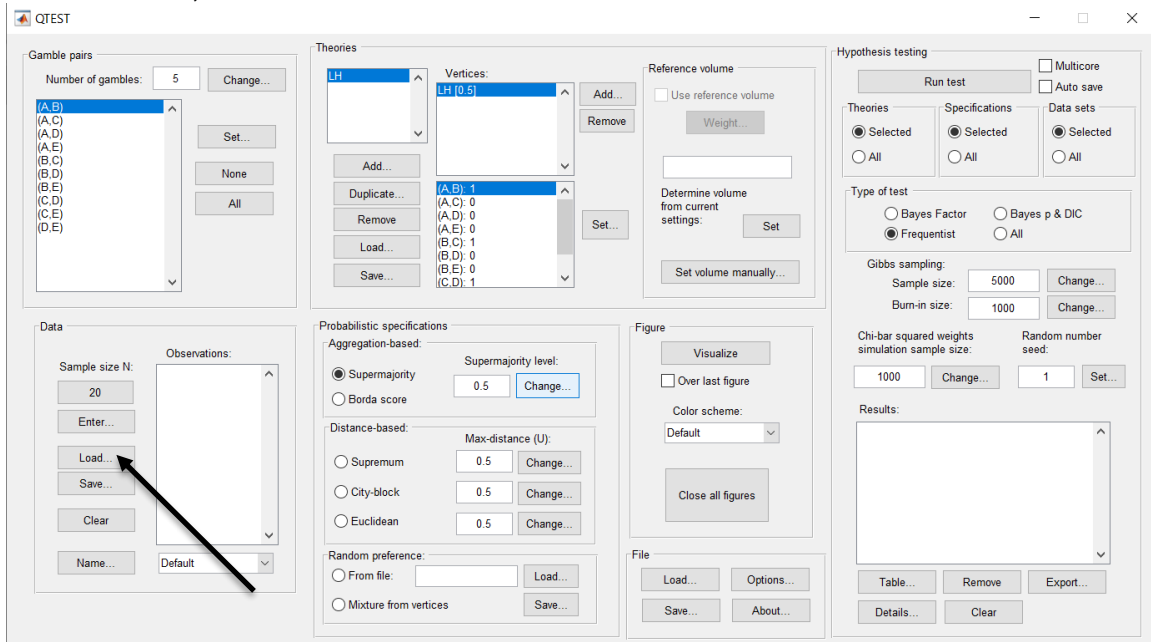 QTEST
Gamble pairs
Number of gambles: 5 Change...
(A,B)
(A,C)
(A,D)
(A,E)
(B,C)
(B,D)
(B,E)
(C,D)
(C,E)
(D,E)
Set...
None
All
Theories
LH
Vertices:
LH [0.5]
Add...
Remove
Add...
Duplicate...
Remove
Load...
Save...
(A,B): 1
(A,C): 0
(A,D): 0
(A,E): 0
(B,C): 1
(B,D): 0
(B,E): 0
(C,D): 1
Set...
Reference volume
Use reference volume
Weight...
Determine volume
from current
settings:
Set
Set volume manually...
Hypothesis testing
Run test
Multicore
Auto save
Theories
Selected
All
Specifications
Selected
All
Data sets
Selected
All
Type of test
Bayes Factor
Bayes p & DIC
Frequentist
All
Gibbs sampling:
Sample size: 5000 Change...
Burn-in size: 1000 Change...
Chi-bar squared weights
simulation sample size:
1000 Change...
Random number
seed:
1 Set...
Results:
Table... Remove Export...
Details... Clear
Data
Sample size N:
20
Enter...
Load...
Save...
Clear
Name...
Observations:
Default
Probabilistic specifications
Aggregation-based:
Supermajority
Borda score
Supermajority level:
0.5 Change...
Distance-based:
Max-distance (U):
Supremum 0.5 Change...
City-block 0.5 Change...
Euclidean 0.5 Change...
Random preference:
From file: Load...
Mixture from vertices Save...
Figure
Visualize
Over last figure
Color scheme:
Default
Close all figures
File
Load... Options...
Save... About...